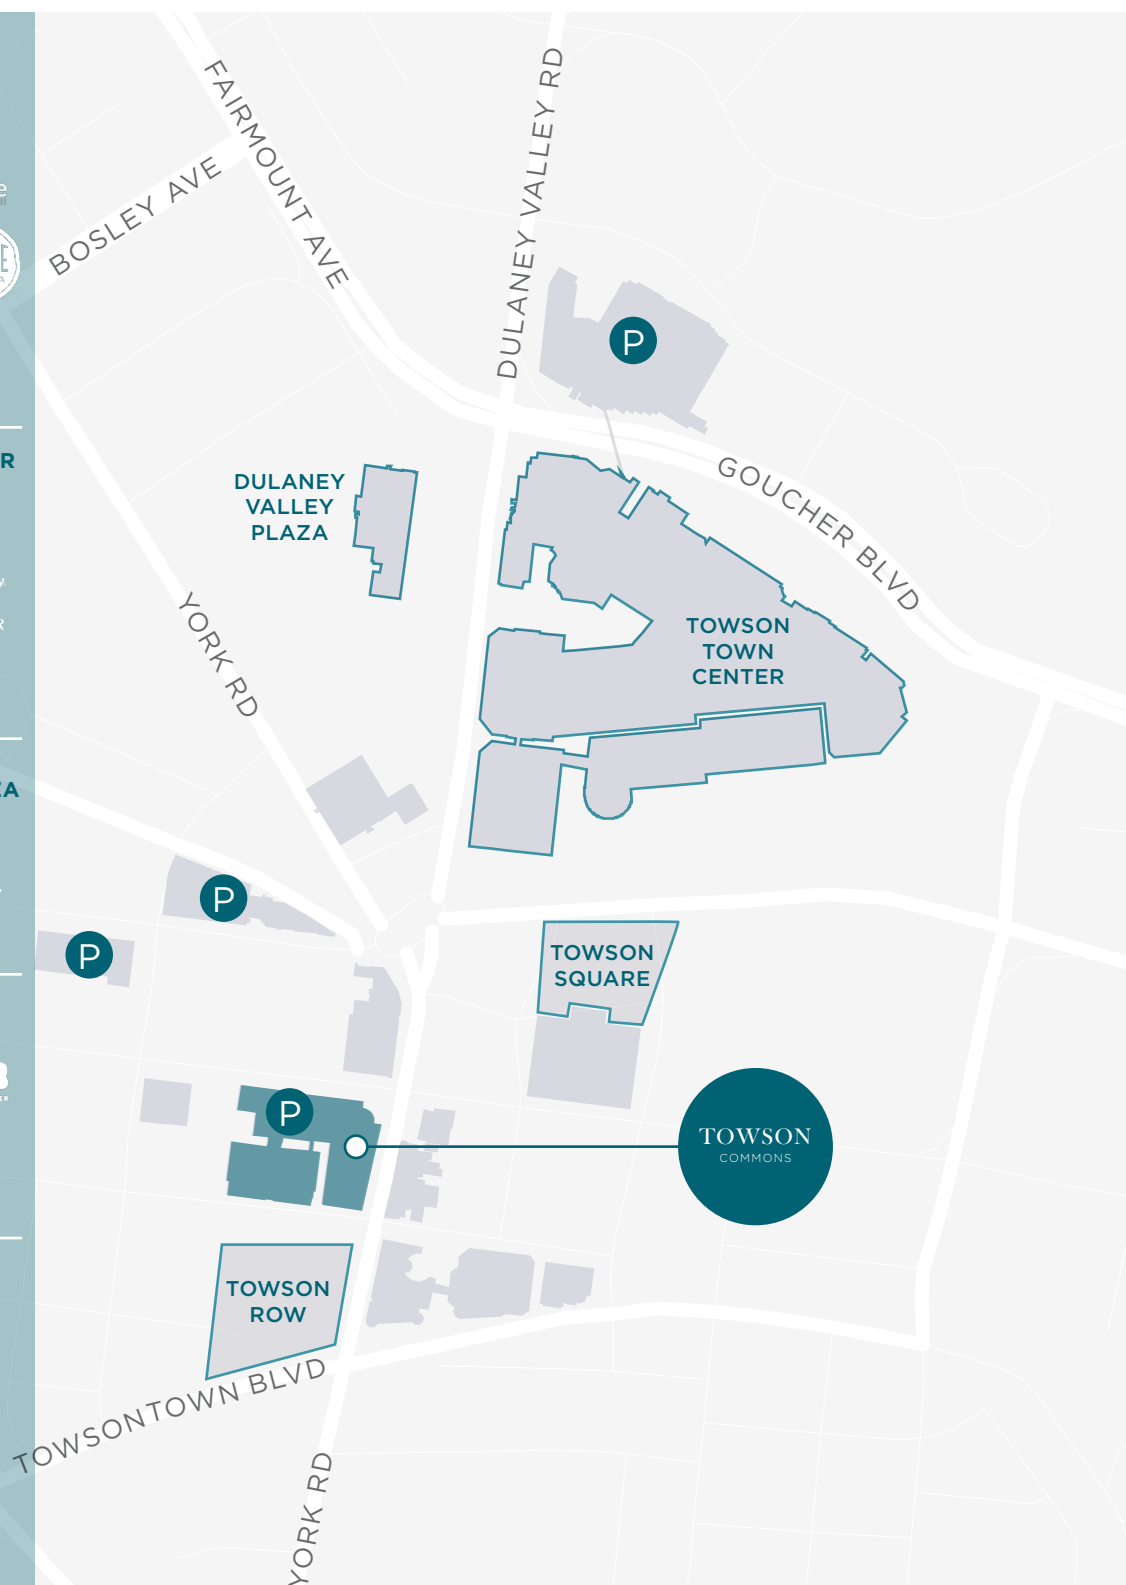 FAIRMOUNT AVE
DULANEY VALLEY RD
BOSLEY AVE
P
GOUCHER BLVD
DULANEY
VALLEY
PLAZA
YORK RD
TOWSON
TOWN
CENTER
P
P
TOWSON
SQUARE
P
TOWSON
COMMONS
TOWSON
ROW
TOWSONTOWN BLVD
YORK RD